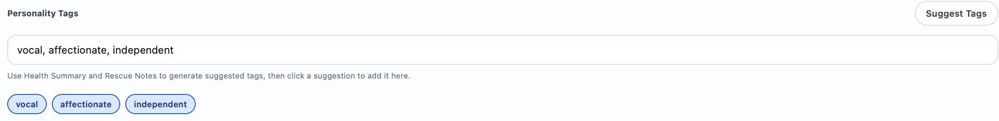 Personality Tags
Suggest Tags
vocal, affectionate, independent
Use Health Summary and Rescue Notes to generate suggested tags, then click a suggestion to add it here.
vocal affectionate independent